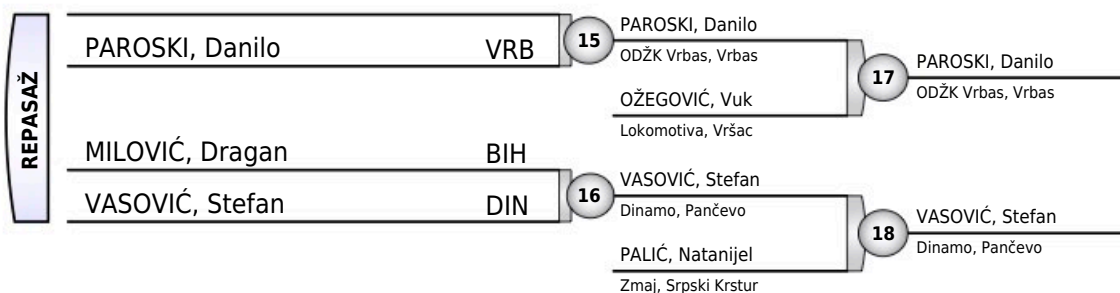 REPASAŽ
PAROSKI, Danilo VRB
MILOVIĆ, Dragan BIH
VASOVIĆ, Stefan DIN
15
16
PAROSKI, Danilo
ODŽK Vrbas, Vrbas
OŽEGOVIĆ, Vuk
Lokomotiva, Vršac
VASOVIĆ, Stefan
Dinamo, Pančevo
PALIĆ, Natanijel
Zmaj, Srpski Krstur
17
18
PAROSKI, Danilo
ODŽK Vrbas, Vrbas
VASOVIĆ, Stefan
Dinamo, Pančevo